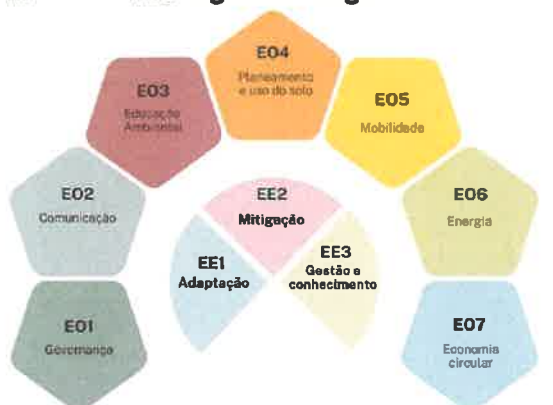 EO4
Planeamento
e uso do solo
EO3
Educação
Ambiental
EO5
Mobilidade
EO2
Comunicação
EE2
Mitigação
EO6
Energia
EE1
Adaptação
EE3
Gestão e
conhecimento
EO1
Governança
EO7
Economia
circular